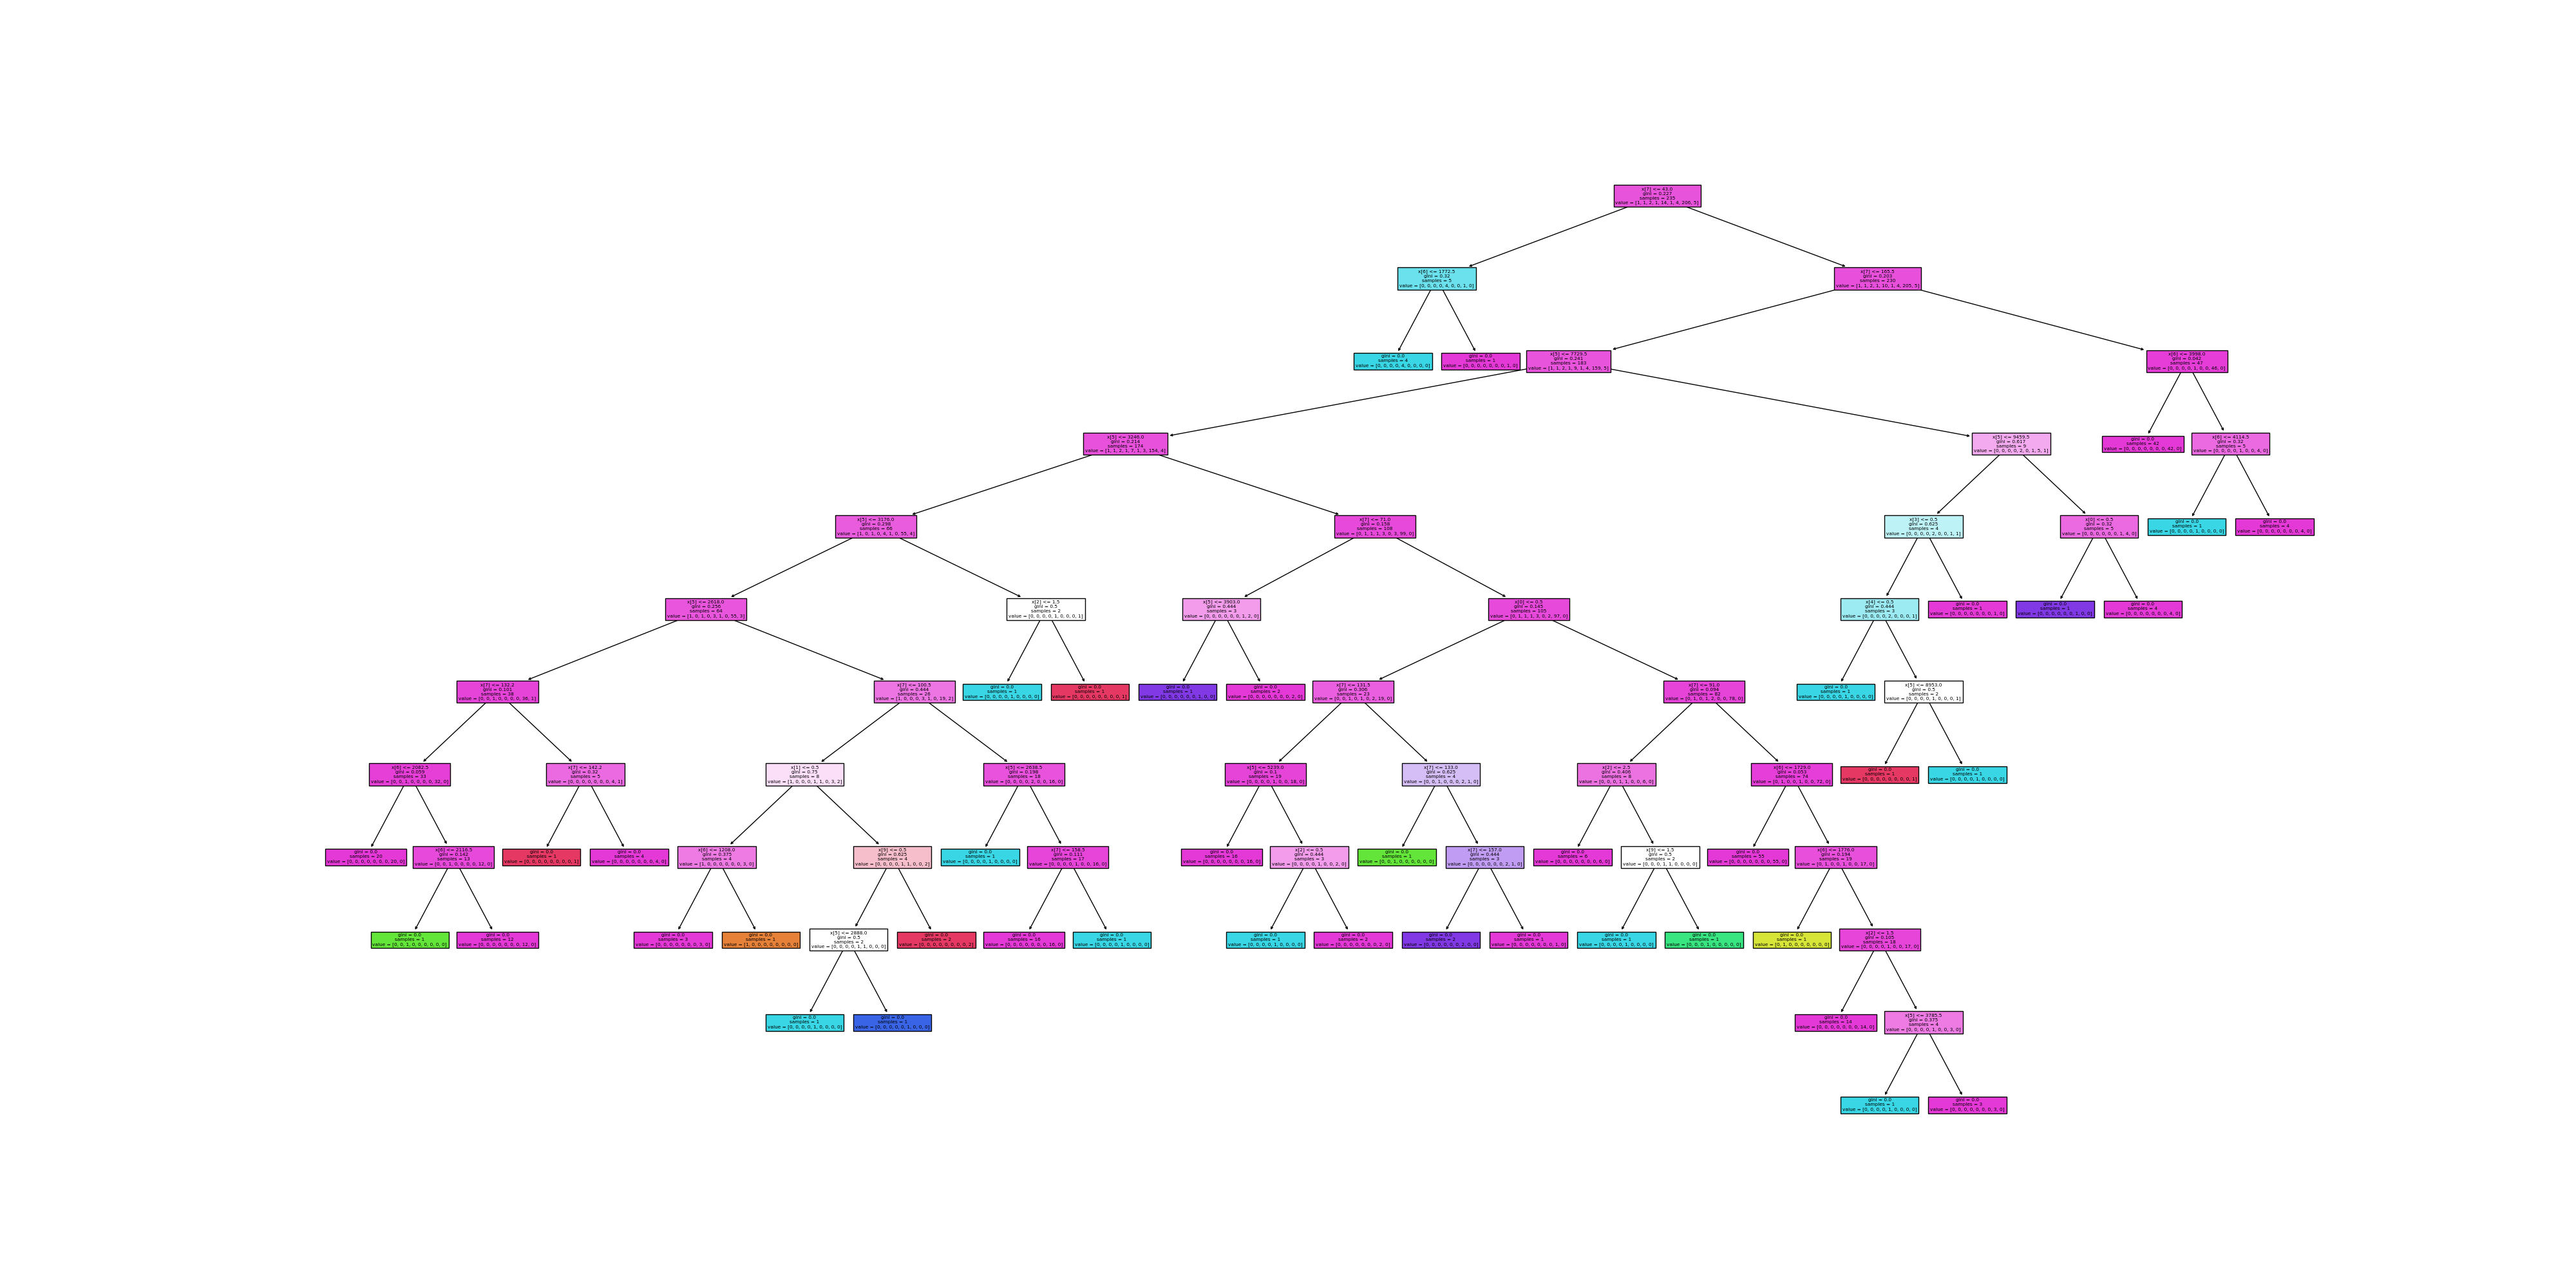 x[7] <= 43.0
gini = 0.227
samples = 235
value = [1, 1, 2, 1, 14, 1, 4, 206, 5]
x[6] <= 1772.5
gini = 0.32
samples = 5
value = [0, 0, 0, 0, 4, 0, 0, 1, 0]
x[7] <= 165.5
gini = 0.203
samples = 230
value = [1, 1, 2, 1, 10, 1, 4, 205, 5]
gini = 0.0
samples = 4
value = [0, 0, 0, 0, 4, 0, 0, 0, 0]
gini = 0.0
samples = 1
value = [0, 0, 0, 0, 0, 0, 0, 1, 0]
x[5] <= 7729.5
gini = 0.241
samples = 183
value = [1, 1, 2, 1, 9, 1, 4, 159, 5]
x[6] <= 3998.0
gini = 0.042
samples = 47
value = [0, 0, 0, 0, 1, 0, 0, 46, 0]
x[5] <= 3246.0
gini = 0.214
samples = 174
value = [1, 1, 2, 1, 7, 1, 3, 154, 4]
x[5] <= 9459.5
gini = 0.617
samples = 9
value = [0, 0, 0, 0, 2, 0, 1, 5, 1]
gini = 0.0
samples = 42
value = [0, 0, 0, 0, 0, 0, 0, 42, 0]
x[6] <= 4114.5
gini = 0.32
samples = 5
value = [0, 0, 0, 0, 1, 0, 0, 4, 0]
x[5] <= 3176.0
gini = 0.298
samples = 66
value = [1, 0, 1, 0, 4, 1, 0, 55, 4]
x[7] <= 71.0
gini = 0.158
samples = 108
value = [0, 1, 1, 1, 3, 0, 3, 99, 0]
x[3] <= 0.5
gini = 0.625
samples = 4
value = [0, 0, 0, 0, 2, 0, 0, 1, 1]
x[0] <= 0.5
gini = 0.32
samples = 5
value = [0, 0, 0, 0, 0, 0, 1, 4, 0]
gini = 0.0
samples = 1
value = [0, 0, 0, 0, 1, 0, 0, 0, 0]
gini = 0.0
samples = 4
value = [0, 0, 0, 0, 0, 0, 0, 4, 0]
x[5] <= 2618.0
gini = 0.256
samples = 64
value = [1, 0, 1, 0, 3, 1, 0, 55, 3]
x[2] <= 1.5
gini = 0.5
samples = 2
value = [0, 0, 0, 0, 1, 0, 0, 0, 1]
x[5] <= 3903.0
gini = 0.444
samples = 3
value = [0, 0, 0, 0, 0, 0, 1, 2, 0]
x[0] <= 0.5
gini = 0.145
samples = 105
value = [0, 1, 1, 1, 3, 0, 2, 97, 0]
x[4] <= 0.5
gini = 0.444
samples = 3
value = [0, 0, 0, 0, 2, 0, 0, 0, 1]
gini = 0.0
samples = 1
value = [0, 0, 0, 0, 0, 0, 0, 1, 0]
gini = 0.0
samples = 1
value = [0, 0, 0, 0, 0, 0, 1, 0, 0]
gini = 0.0
samples = 4
value = [0, 0, 0, 0, 0, 0, 0, 4, 0]
x[7] <= 132.2
gini = 0.101
samples = 38
value = [0, 0, 1, 0, 0, 0, 0, 36, 1]
x[7] <= 100.5
gini = 0.444
samples = 26
value = [1, 0, 0, 0, 3, 1, 0, 19, 2]
gini = 0.0
samples = 1
value = [0, 0, 0, 0, 1, 0, 0, 0, 0]
gini = 0.0
samples = 1
value = [0, 0, 0, 0, 0, 0, 0, 0, 1]
gini = 0.0
samples = 1
value = [0, 0, 0, 0, 0, 0, 1, 0, 0]
gini = 0.0
samples = 2
value = [0, 0, 0, 0, 0, 0, 0, 2, 0]
x[7] <= 131.5
gini = 0.306
samples = 23
value = [0, 0, 1, 0, 1, 0, 2, 19, 0]
x[7] <= 91.0
gini = 0.094
samples = 82
value = [0, 1, 0, 1, 2, 0, 0, 78, 0]
gini = 0.0
samples = 1
value = [0, 0, 0, 0, 1, 0, 0, 0, 0]
x[5] <= 8953.0
gini = 0.5
samples = 2
value = [0, 0, 0, 0, 1, 0, 0, 0, 1]
x[6] <= 2082.5
gini = 0.059
samples = 33
value = [0, 0, 1, 0, 0, 0, 0, 32, 0]
x[7] <= 142.2
gini = 0.32
samples = 5
value = [0, 0, 0, 0, 0, 0, 0, 4, 1]
x[1] <= 0.5
gini = 0.75
samples = 8
value = [1, 0, 0, 0, 1, 1, 0, 3, 2]
x[5] <= 2638.5
gini = 0.198
samples = 18
value = [0, 0, 0, 0, 2, 0, 0, 16, 0]
x[5] <= 5239.0
gini = 0.1
samples = 19
value = [0, 0, 0, 0, 1, 0, 0, 18, 0]
x[7] <= 133.0
gini = 0.625
samples = 4
value = [0, 0, 1, 0, 0, 0, 2, 1, 0]
x[2] <= 2.5
gini = 0.406
samples = 8
value = [0, 0, 0, 1, 1, 0, 0, 6, 0]
x[6] <= 1729.0
gini = 0.053
samples = 74
value = [0, 1, 0, 0, 1, 0, 0, 72, 0]
gini = 0.0
samples = 1
value = [0, 0, 0, 0, 0, 0, 0, 0, 1]
gini = 0.0
samples = 1
value = [0, 0, 0, 0, 1, 0, 0, 0, 0]
gini = 0.0
samples = 20
value = [0, 0, 0, 0, 0, 0, 0, 20, 0]
x[6] <= 2116.5
gini = 0.142
samples = 13
value = [0, 0, 1, 0, 0, 0, 0, 12, 0]
gini = 0.0
samples = 1
value = [0, 0, 0, 0, 0, 0, 0, 0, 1]
gini = 0.0
samples = 4
value = [0, 0, 0, 0, 0, 0, 0, 4, 0]
x[6] <= 1208.0
gini = 0.375
samples = 4
value = [1, 0, 0, 0, 0, 0, 0, 3, 0]
x[9] <= 0.5
gini = 0.625
samples = 4
value = [0, 0, 0, 0, 1, 1, 0, 0, 2]
gini = 0.0
samples = 1
value = [0, 0, 0, 0, 1, 0, 0, 0, 0]
x[7] <= 158.5
gini = 0.111
samples = 17
value = [0, 0, 0, 0, 1, 0, 0, 16, 0]
gini = 0.0
samples = 16
value = [0, 0, 0, 0, 0, 0, 0, 16, 0]
x[2] <= 0.5
gini = 0.444
samples = 3
value = [0, 0, 0, 0, 1, 0, 0, 2, 0]
gini = 0.0
samples = 1
value = [0, 0, 1, 0, 0, 0, 0, 0, 0]
x[7] <= 157.0
gini = 0.444
samples = 3
value = [0, 0, 0, 0, 0, 0, 2, 1, 0]
gini = 0.0
samples = 6
value = [0, 0, 0, 0, 0, 0, 0, 6, 0]
x[9] <= 1.5
gini = 0.5
samples = 2
value = [0, 0, 0, 1, 1, 0, 0, 0, 0]
gini = 0.0
samples = 55
value = [0, 0, 0, 0, 0, 0, 0, 55, 0]
x[6] <= 1776.0
gini = 0.194
samples = 19
value = [0, 1, 0, 0, 1, 0, 0, 17, 0]
gini = 0.0
samples = 1
value = [0, 0, 1, 0, 0, 0, 0, 0, 0]
gini = 0.0
samples = 12
value = [0, 0, 0, 0, 0, 0, 0, 12, 0]
gini = 0.0
samples = 3
value = [0, 0, 0, 0, 0, 0, 0, 3, 0]
gini = 0.0
samples = 1
value = [1, 0, 0, 0, 0, 0, 0, 0, 0]
x[5] <= 2888.0
gini = 0.5
samples = 2
value = [0, 0, 0, 0, 1, 1, 0, 0, 0]
gini = 0.0
samples = 2
value = [0, 0, 0, 0, 0, 0, 0, 0, 2]
gini = 0.0
samples = 16
value = [0, 0, 0, 0, 0, 0, 0, 16, 0]
gini = 0.0
samples = 1
value = [0, 0, 0, 0, 1, 0, 0, 0, 0]
gini = 0.0
samples = 1
value = [0, 0, 0, 0, 1, 0, 0, 0, 0]
gini = 0.0
samples = 2
value = [0, 0, 0, 0, 0, 0, 0, 2, 0]
gini = 0.0
samples = 2
value = [0, 0, 0, 0, 0, 0, 2, 0, 0]
gini = 0.0
samples = 1
value = [0, 0, 0, 0, 0, 0, 0, 1, 0]
gini = 0.0
samples = 1
value = [0, 0, 0, 0, 1, 0, 0, 0, 0]
gini = 0.0
samples = 1
value = [0, 0, 0, 1, 0, 0, 0, 0, 0]
gini = 0.0
samples = 1
value = [0, 1, 0, 0, 0, 0, 0, 0, 0]
x[2] <= 1.5
gini = 0.105
samples = 18
value = [0, 0, 0, 0, 1, 0, 0, 17, 0]
gini = 0.0
samples = 1
value = [0, 0, 0, 0, 1, 0, 0, 0, 0]
gini = 0.0
samples = 1
value = [0, 0, 0, 0, 0, 1, 0, 0, 0]
gini = 0.0
samples = 14
value = [0, 0, 0, 0, 0, 0, 0, 14, 0]
x[5] <= 3785.5
gini = 0.375
samples = 4
value = [0, 0, 0, 0, 1, 0, 0, 3, 0]
gini = 0.0
samples = 1
value = [0, 0, 0, 0, 1, 0, 0, 0, 0]
gini = 0.0
samples = 3
value = [0, 0, 0, 0, 0, 0, 0, 3, 0]